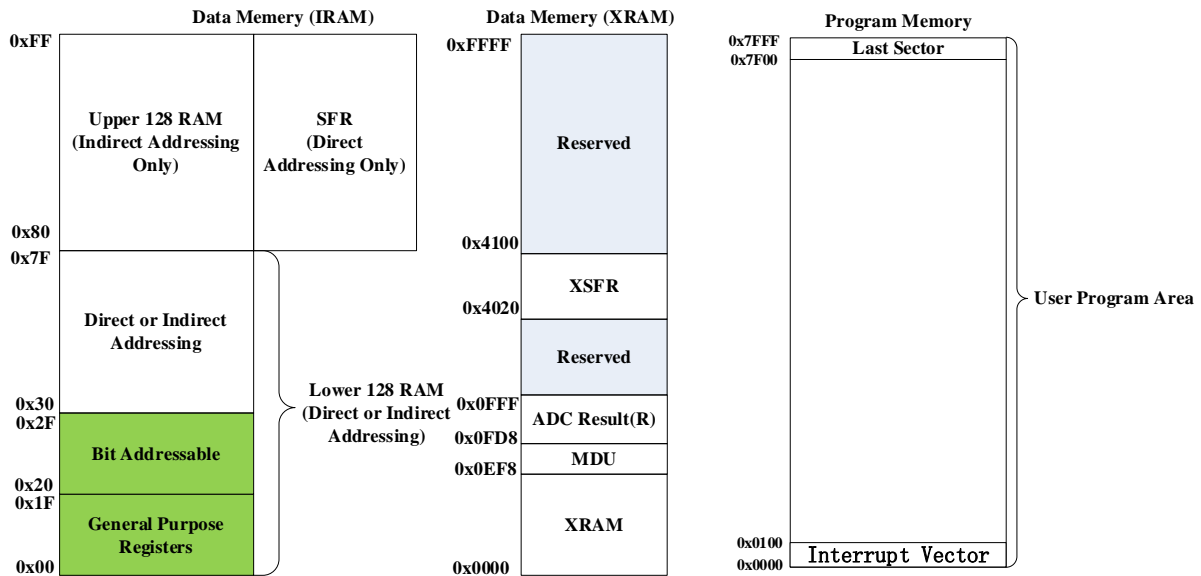 Data Memery (IRAM)
0xFF
Upper 128 RAM
(Indirect Addressing
Only)
SFR
(Direct
Addressing Only)
0x80
0x7F
Direct or Indirect
Addressing
0x30
0x2F
Bit Addressable
0x20
0x1F
General Purpose
Registers
0x00
Lower 128 RAM
(Direct or Indirect
Addressing)
Data Memery (XRAM)
0xFFFF
Reserved
0x4100
XSFR
0x4020
Reserved
0x0FFF
ADC Result(R)
0x0FD8
MDU
0x0EF8
XRAM
0x0000
Program Memory
0x7FFF
Last Sector
0x7F00
User Program Area
0x0100
Interrupt Vector
0x0000